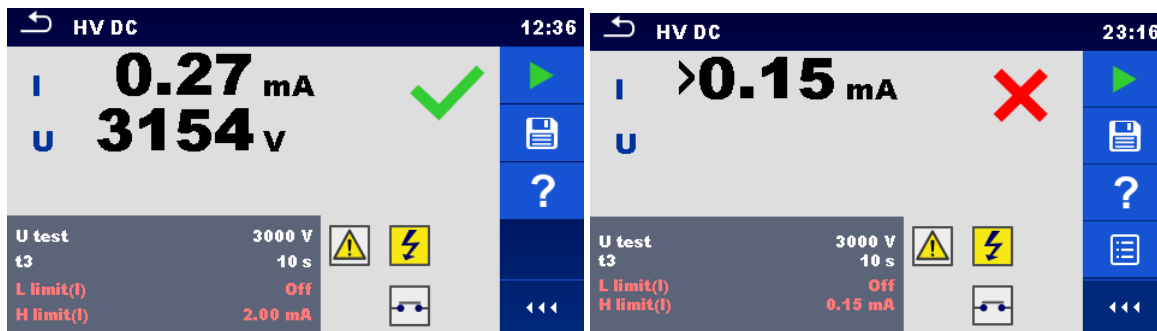 HV DC 12:36
I 0.27 mA
U 3154 V
?
U test 3000 V
t3 10 s
L limit(I) Off
H limit(I) 2.00 mA
HV DC 23:16
I >0.15 mA
U
?
U test 3000 V
t3 10 s
L limit(I) Off
H limit(I) 0.15 mA